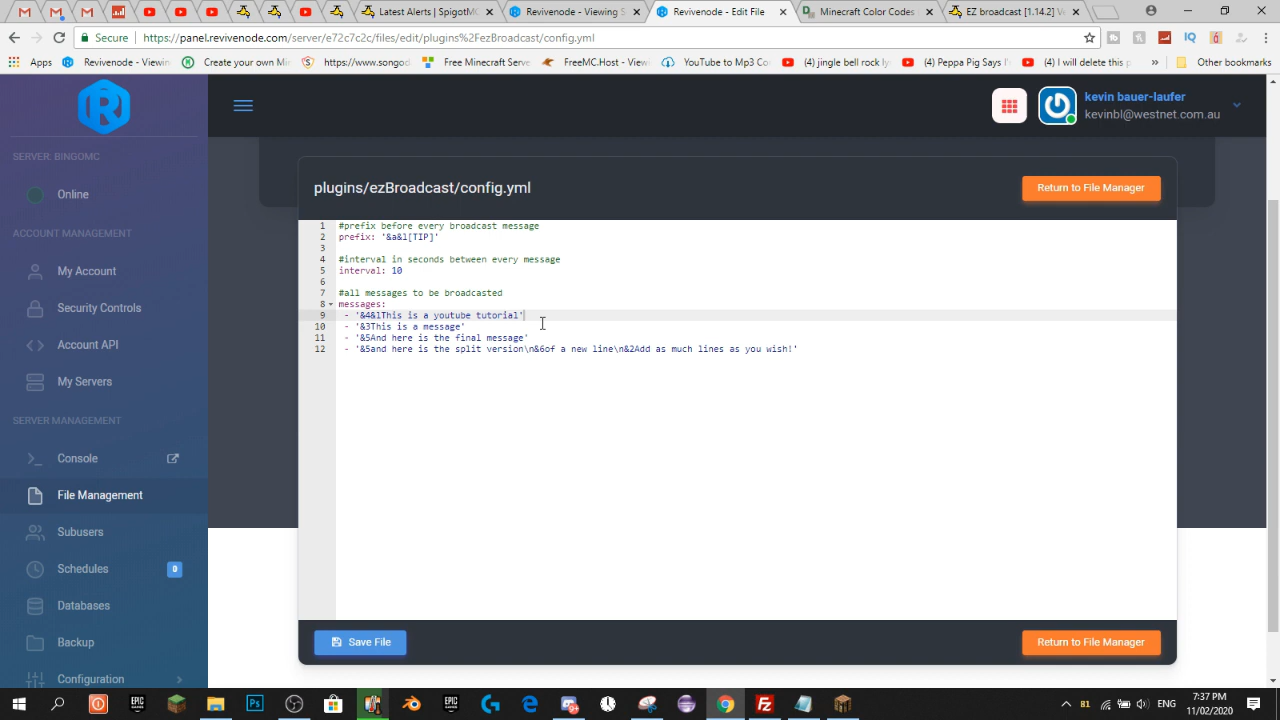 Latest Alerts | SpigotMC
Revivenode - Viewing S
Revivenode - Edit File
Minecraft Color Codes
EZ broadcast [1.14.2] Ve
Secure
https://panel.revivenode.com/server/e72c7c2c/files/edit/plugins%2FezBroadcast/config.yml
Apps
Revivenode - Viewin
Create your own Min
https://www.songod
Free Minecraft Serve
FreeMC.Host - View
YouTube to Mp3 Co
(4) jingle bell rock ly
(4) Peppa Pig Says I'
(4) I will delete this p
Other bookmarks
SERVER: BINGOMC
Online
ACCOUNT MANAGEMENT
My Account
Security Controls
Account API
My Servers
SERVER MANAGEMENT
Console
File Management
Subusers
Schedules
0
Databases
Backup
Configuration
kevin bauer-laufer
kevinbl@westnet.com.au
plugins/ezBroadcast/config.yml
Return to File Manager
1 #prefix before every broadcast message
2 prefix: '&a&l[TIP]'
3
4 #interval in seconds between every message
5 interval: 10
6
7 #all messages to be broadcasted
8 messages:
9 - '&4&lThis is a youtube tutorial'
10 - '&3This is a message'
11 - '&5And here is the final message'
12 - '&5and here is the split version\n&6of a new line\n&2Add as much lines as you wish!'
Save File
Return to File Manager
81
ENG
7:37 PM
11/02/2020